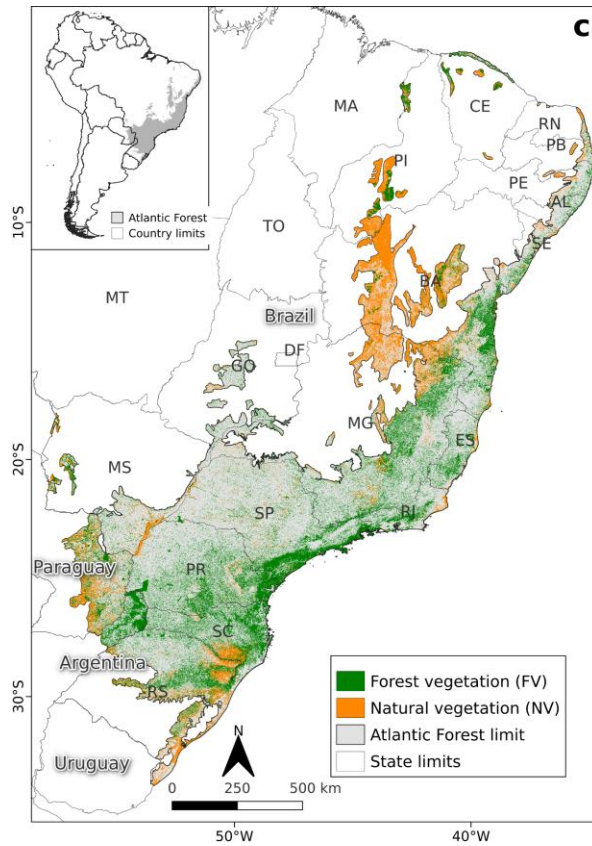 c
Atlantic Forest
Country limits
MA
CE
RN
PB
PI
PE
AL
SE
10°S
TO
BA
MT
Brazil
DF
GO
MG
ES
20°S
MS
SP
RJ
Paraguay
PR
SC
Argentina
RS
30°S
Uruguay
N
Forest vegetation (FV)
Natural vegetation (NV)
Atlantic Forest limit
State limits
0 250 500 km
50°W 40°W